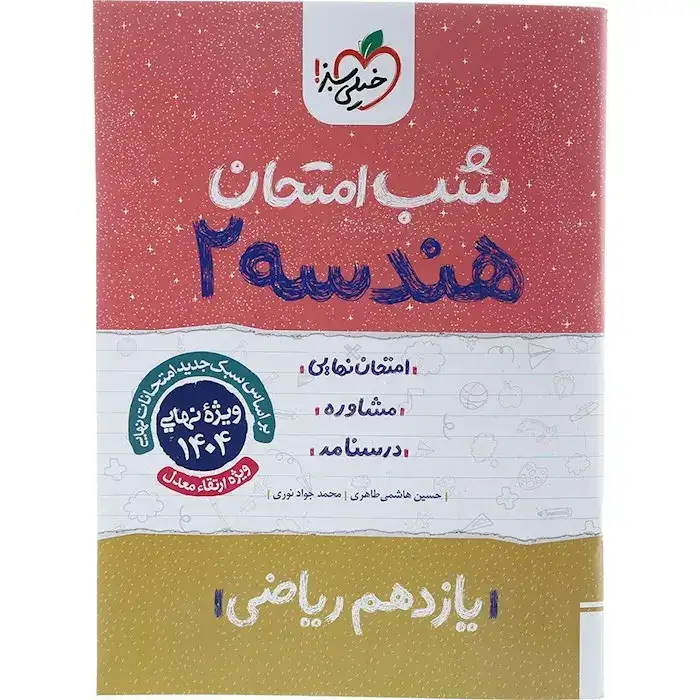 خیلی سبز!
شب امتحان
هندسه ۲
امتحان نهایی
مشاوره
درسنامه
بر اساس سبک جدید امتحانات نهایی
ویژهٔ نهایی
۱۴۰۴
ویژه ارتقاء معدل
حسین هاشمی‌طاهری | محمد جواد نوری
یازدهم ریاضی